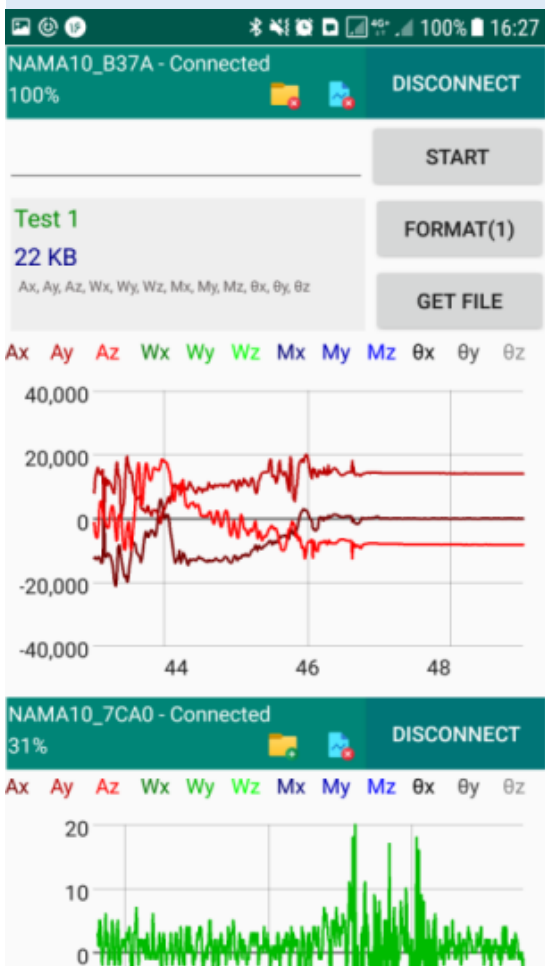 100% 16:27
NAMA10_B37A - Connected
100%
DISCONNECT
START
Test 1
22 KB
Ax, Ay, Az, Wx, Wy, Wz, Mx, My, Mz, θx, θy, θz
FORMAT(1)
GET FILE
Ax Ay Az Wx Wy Wz Mx My Mz θx θy θz
40,000
20,000
0
-20,000
-40,000
44 46 48
NAMA10_7CA0 - Connected
31%
DISCONNECT
Ax Ay Az Wx Wy Wz Mx My Mz θx θy θz
20
10
0